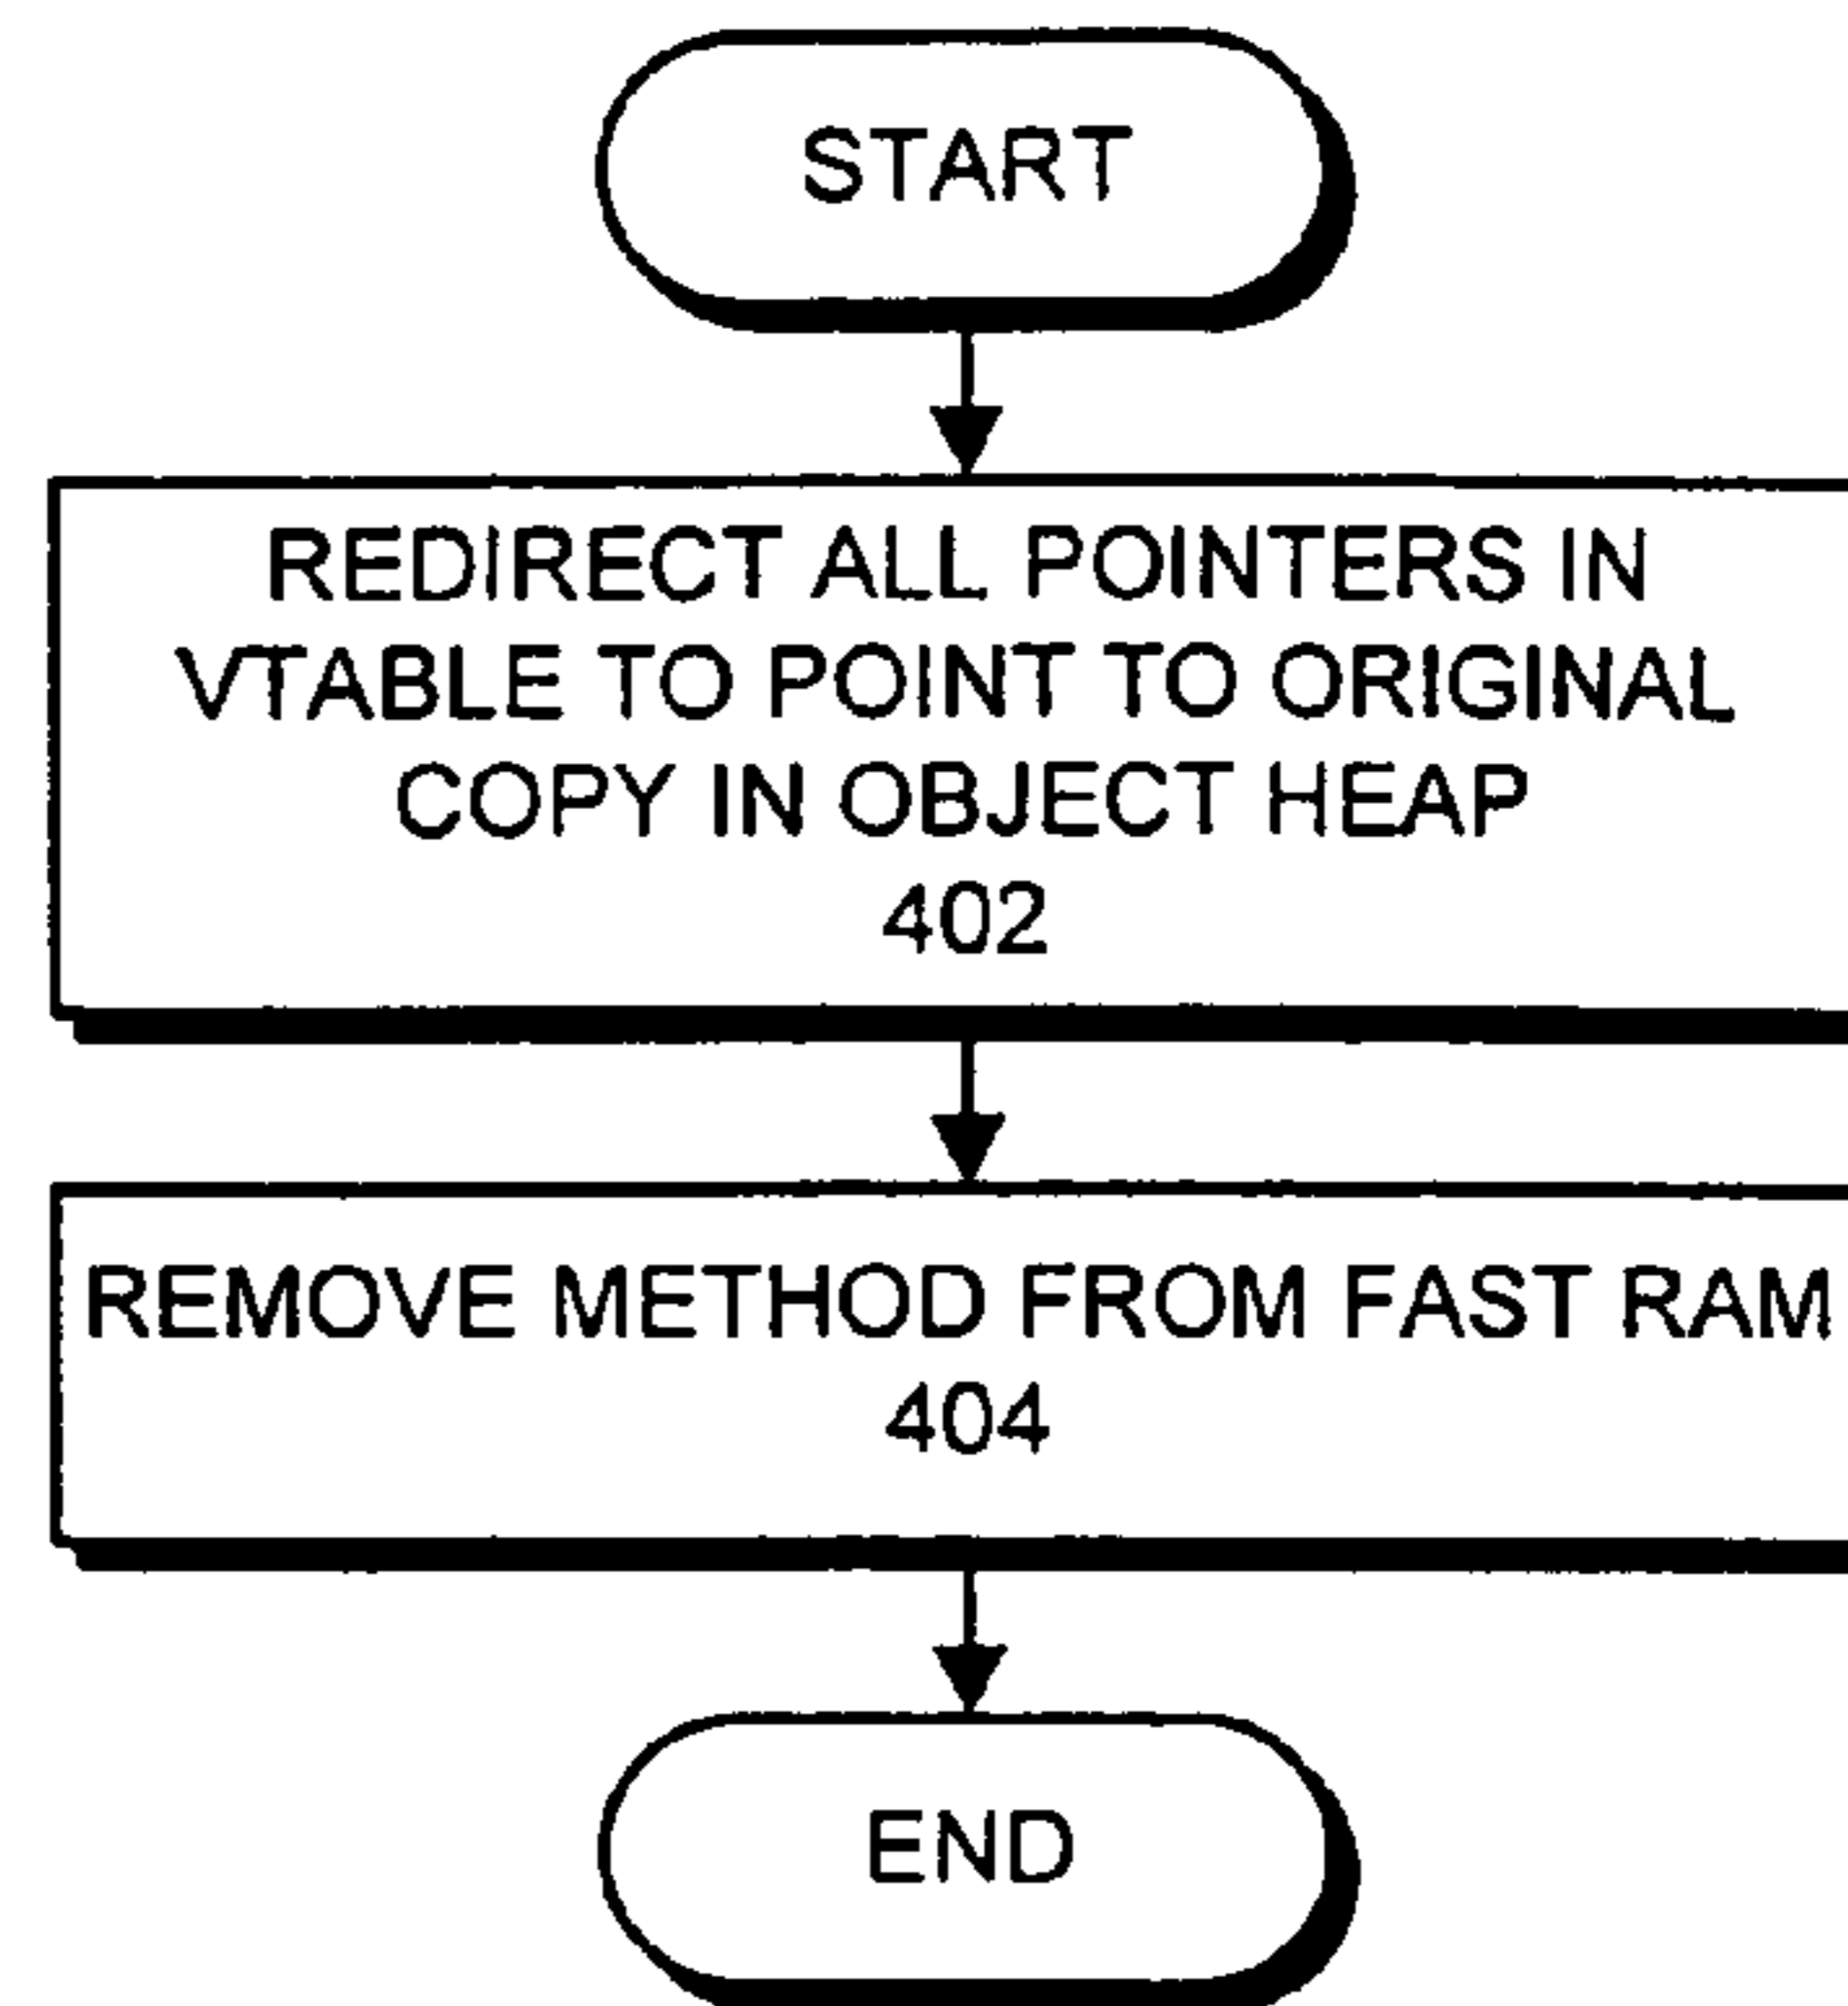 START
REDIRECT ALL POINTERS IN
VTABLE TO POINT TO ORIGINAL
COPY IN OBJECT HEAP
402
REMOVE METHOD FROM FAST RAM
404
END